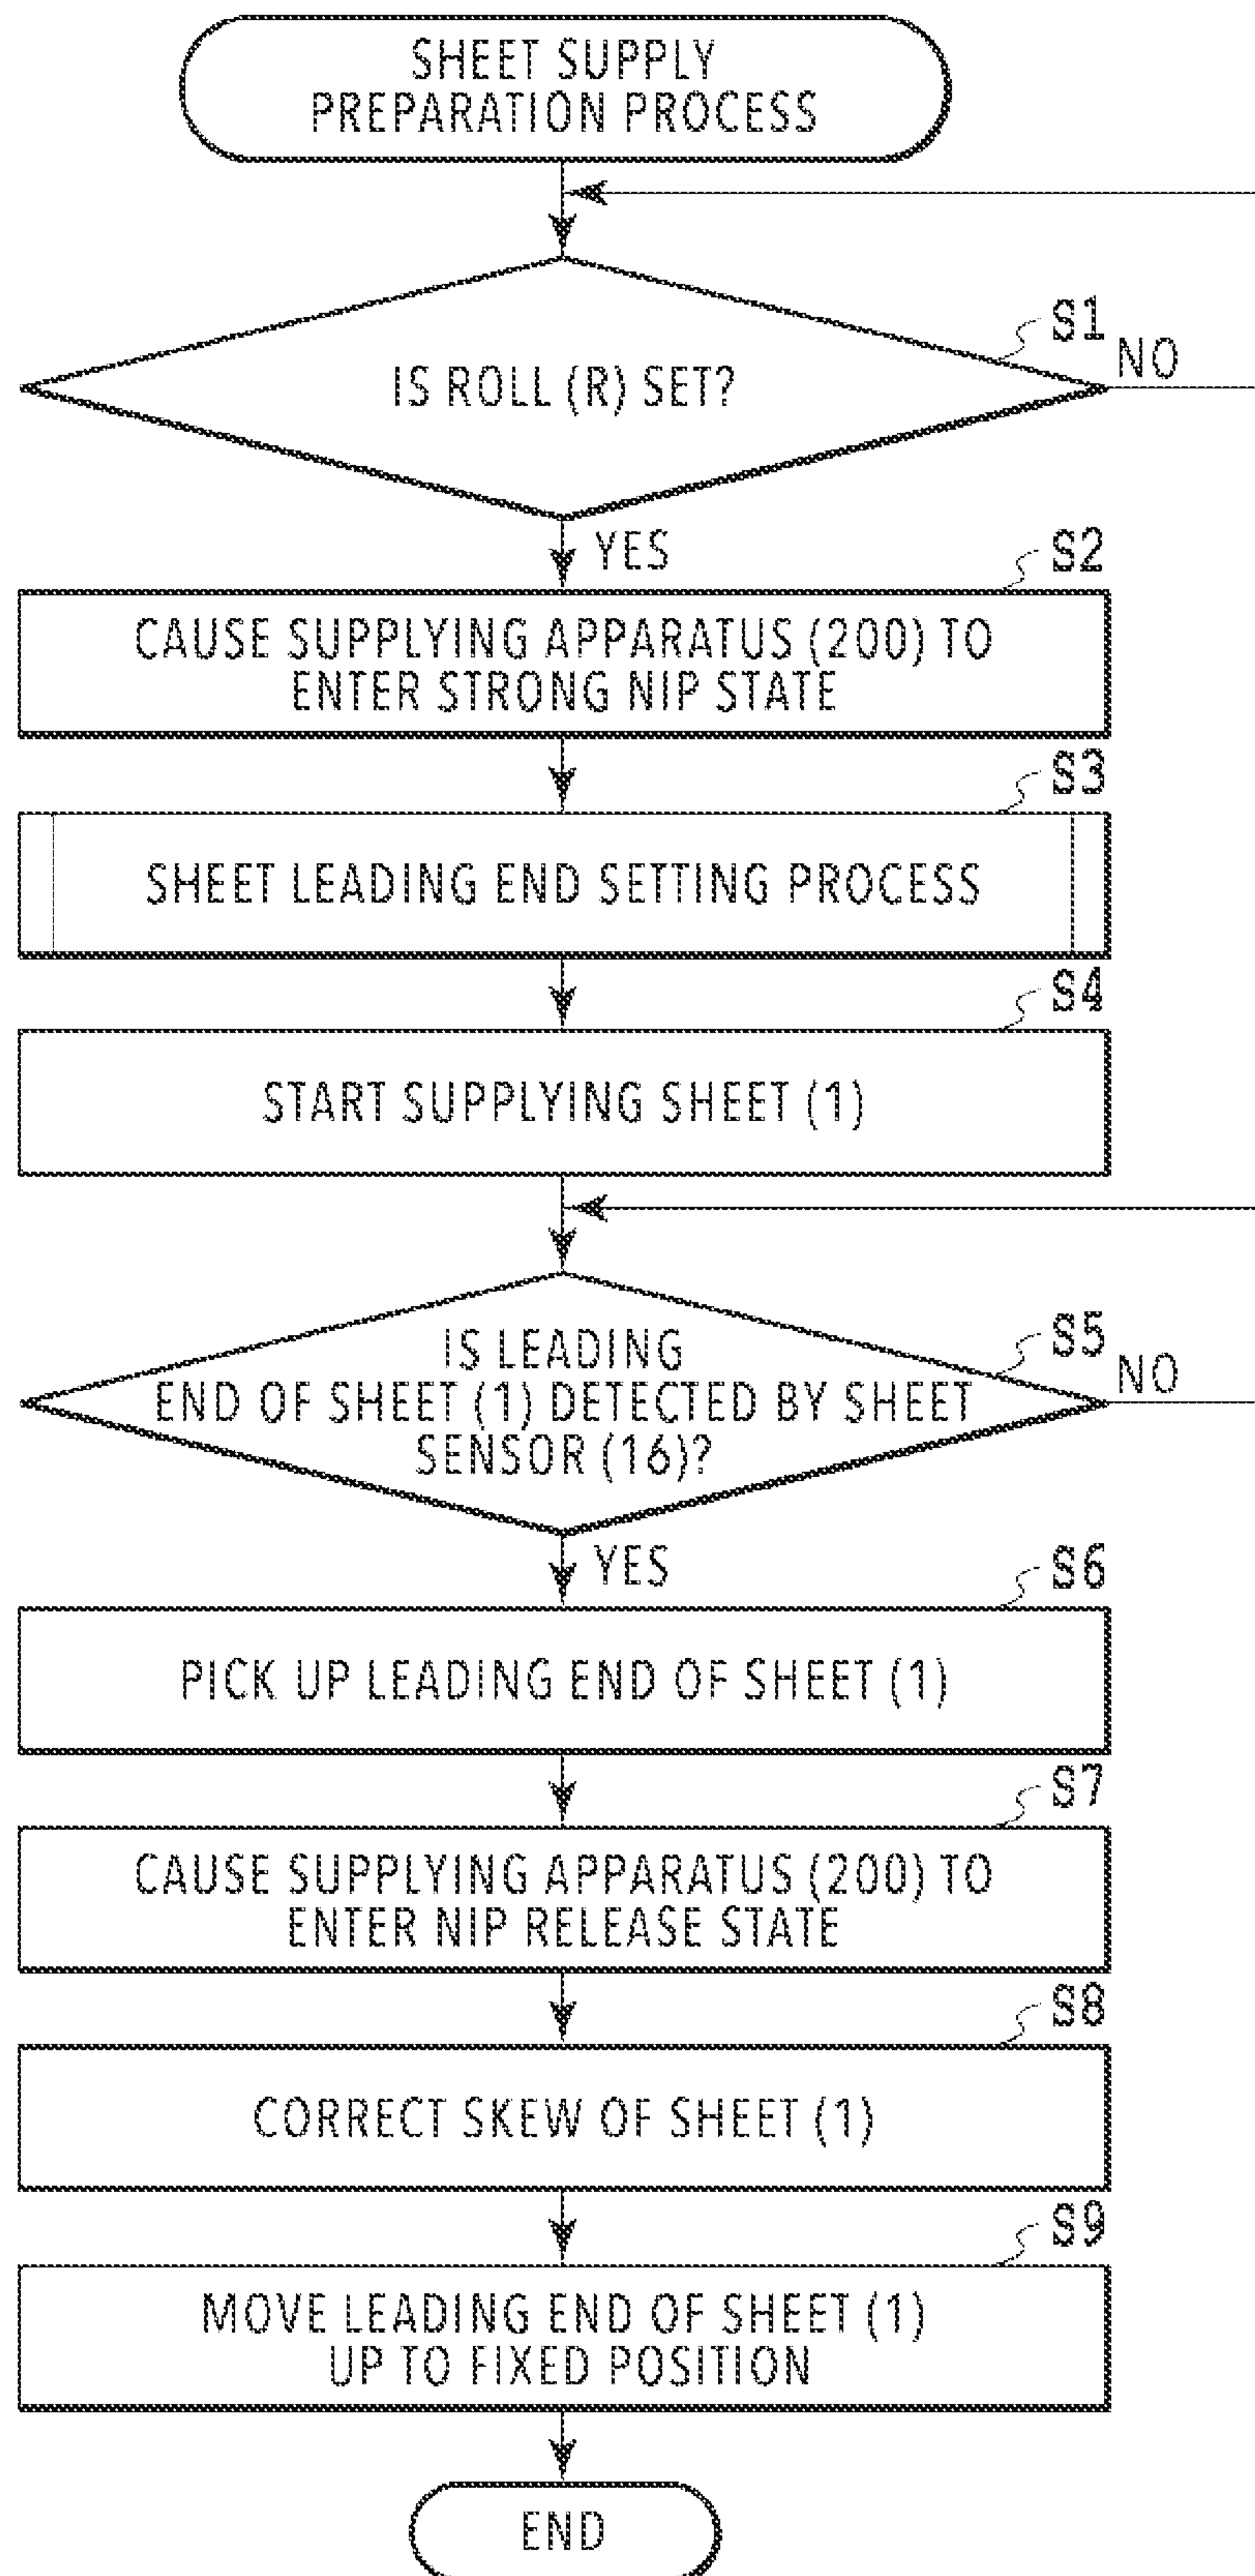 SHEET SUPPLY
PREPARATION PROCESS
S1
NO
IS ROLL (R) SET?
YES
S2
CAUSE SUPPLYING APPARATUS (200) TO
ENTER STRONG NIP STATE
S3
SHEET LEADING END SETTING PROCESS
S4
START SUPPLYING SHEET (1)
S5
NO
IS LEADING
END OF SHEET (1) DETECTED BY SHEET
SENSOR (16)?
YES
S6
PICK UP LEADING END OF SHEET (1)
S7
CAUSE SUPPLYING APPARATUS (200) TO
ENTER NIP RELEASE STATE
S8
CORRECT SKEW OF SHEET (1)
S9
MOVE LEADING END OF SHEET (1)
UP TO FIXED POSITION
END